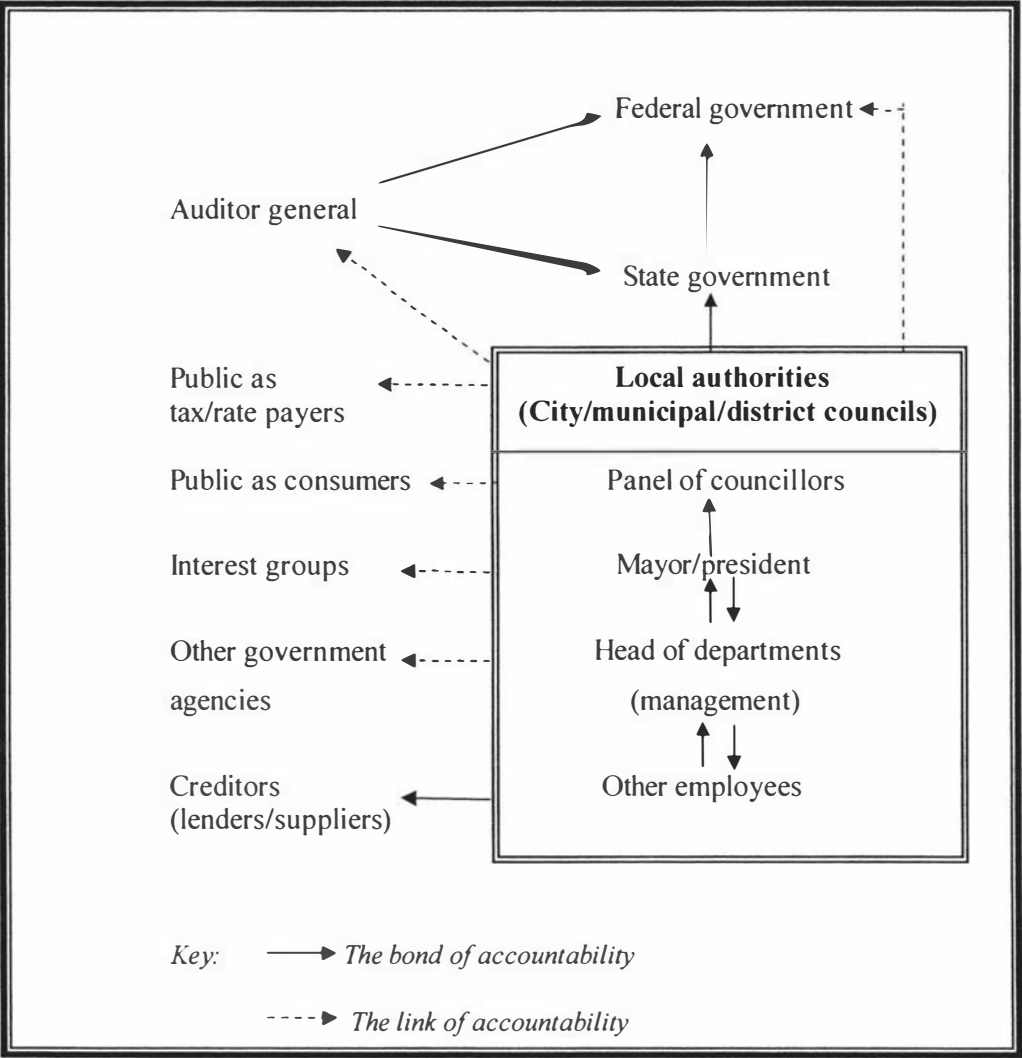 Federal government
Auditor general
State government
Public as
tax/rate payers
Local authorities
(City/municipal/district councils)
Public as consumers
Panel of councillors
Interest groups
Mayor/president
Other government
agencies
Head of departments
(management)
Creditors
(lenders/suppliers)
Other employees
Key:
The bond of accountability
The link of accountability